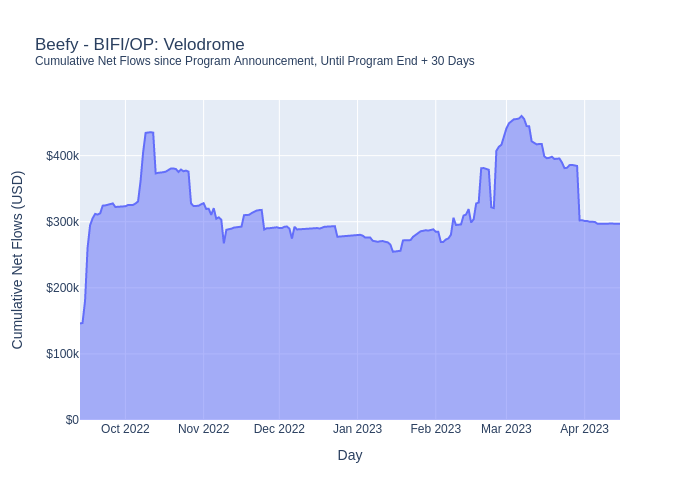 Beefy - BIFI/OP: Velodrome
Cumulative Net Flows since Program Announcement, Until Program End + 30 Days
Cumulative Net Flows (USD)
$400k
$300k
$200k
$100k
$0
Oct 2022
Nov 2022
Dec 2022
Jan 2023
Feb 2023
Mar 2023
Apr 2023
Day